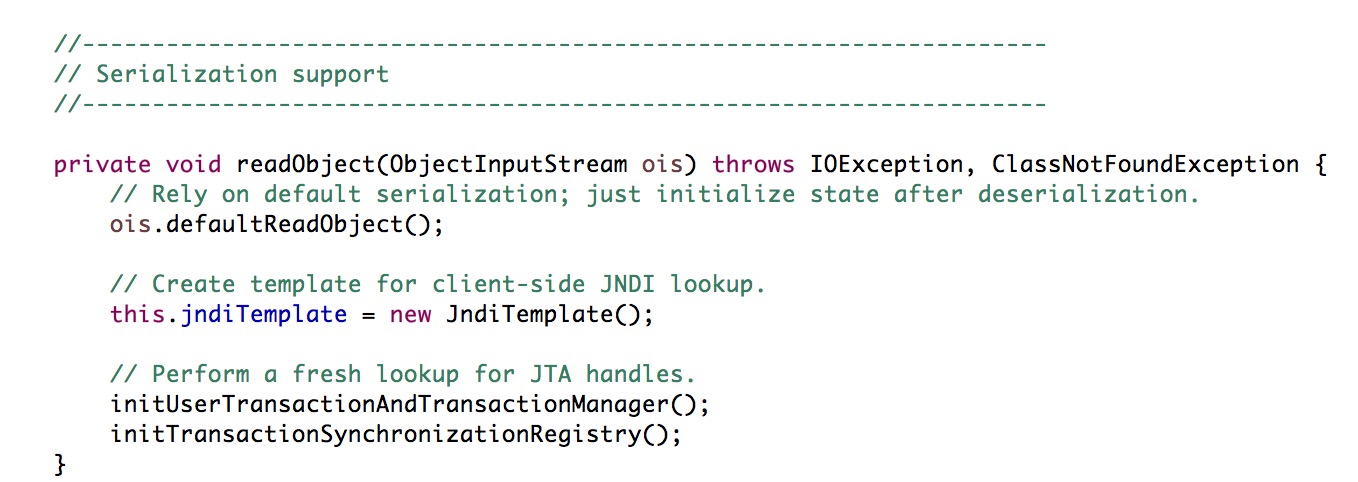 //---------------------------------------------------------------------
// Serialization support
//---------------------------------------------------------------------
private void readObject(ObjectInputStream ois) throws IOException, ClassNotFoundException {
// Rely on default serialization; just initialize state after deserialization.
ois.defaultReadObject();
// Create template for client-side JNDI lookup.
this.jndiTemplate = new JndiTemplate();
// Perform a fresh lookup for JTA handles.
initUserTransactionAndTransactionManager();
initTransactionSynchronizationRegistry();
}